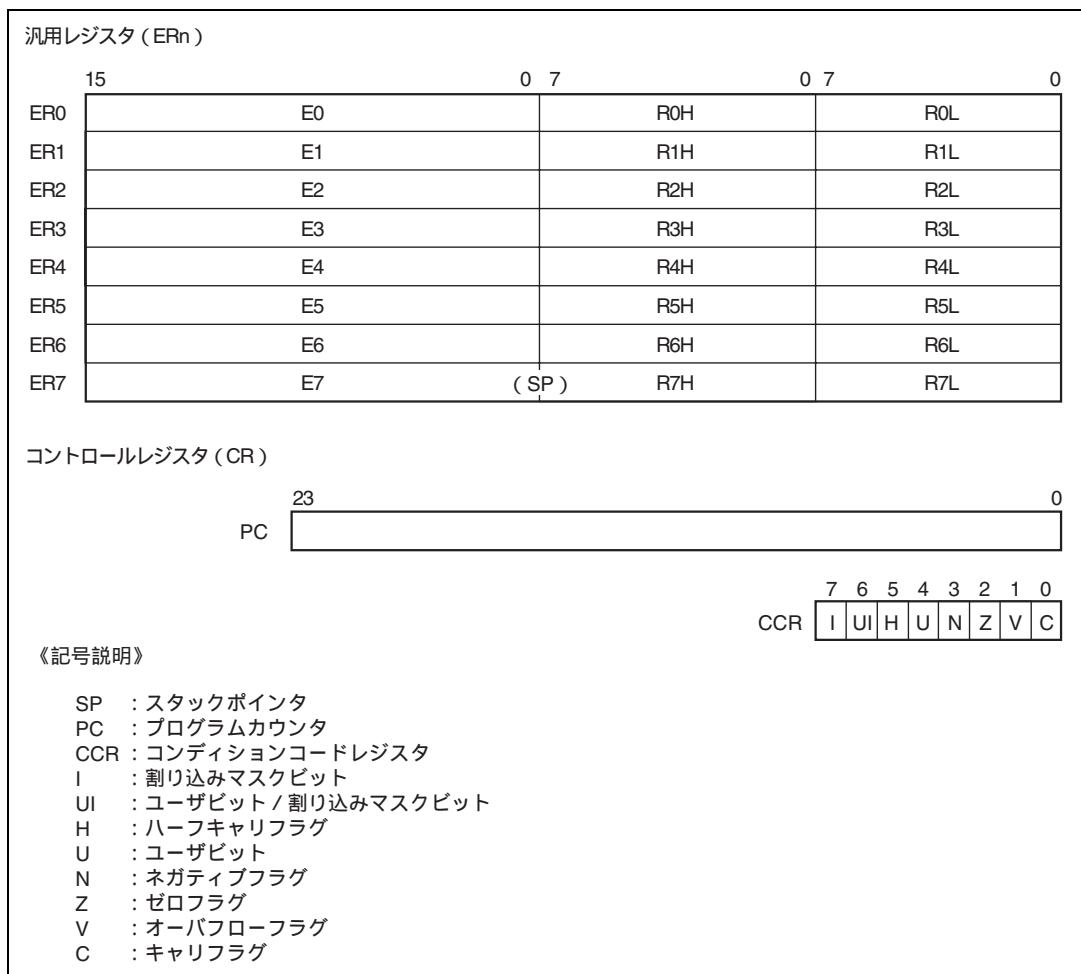 汎用レジスタ ( ERn )
15 0 7 0 7 0
ER0 E0 R0H R0L
ER1 E1 R1H R1L
ER2 E2 R2H R2L
ER3 E3 R3H R3L
ER4 E4 R4H R4L
ER5 E5 R5H R5L
ER6 E6 R6H R6L
ER7 E7 ( SP ) R7H R7L
コントロールレジスタ ( CR )
23 0
PC
7 6 5 4 3 2 1 0
CCR I UI H U N Z V C
《記号説明》
SP : スタックポインタ
PC : プログラムカウンタ
CCR : コンディションコードレジスタ
I : 割り込みマスクビット
UI : ユーザビット / 割り込みマスクビット
H : ハーフキャリフラグ
U : ユーザビット
N : ネガティブフラグ
Z : ゼロフラグ
V : オーバフローフラグ
C : キャリフラグ